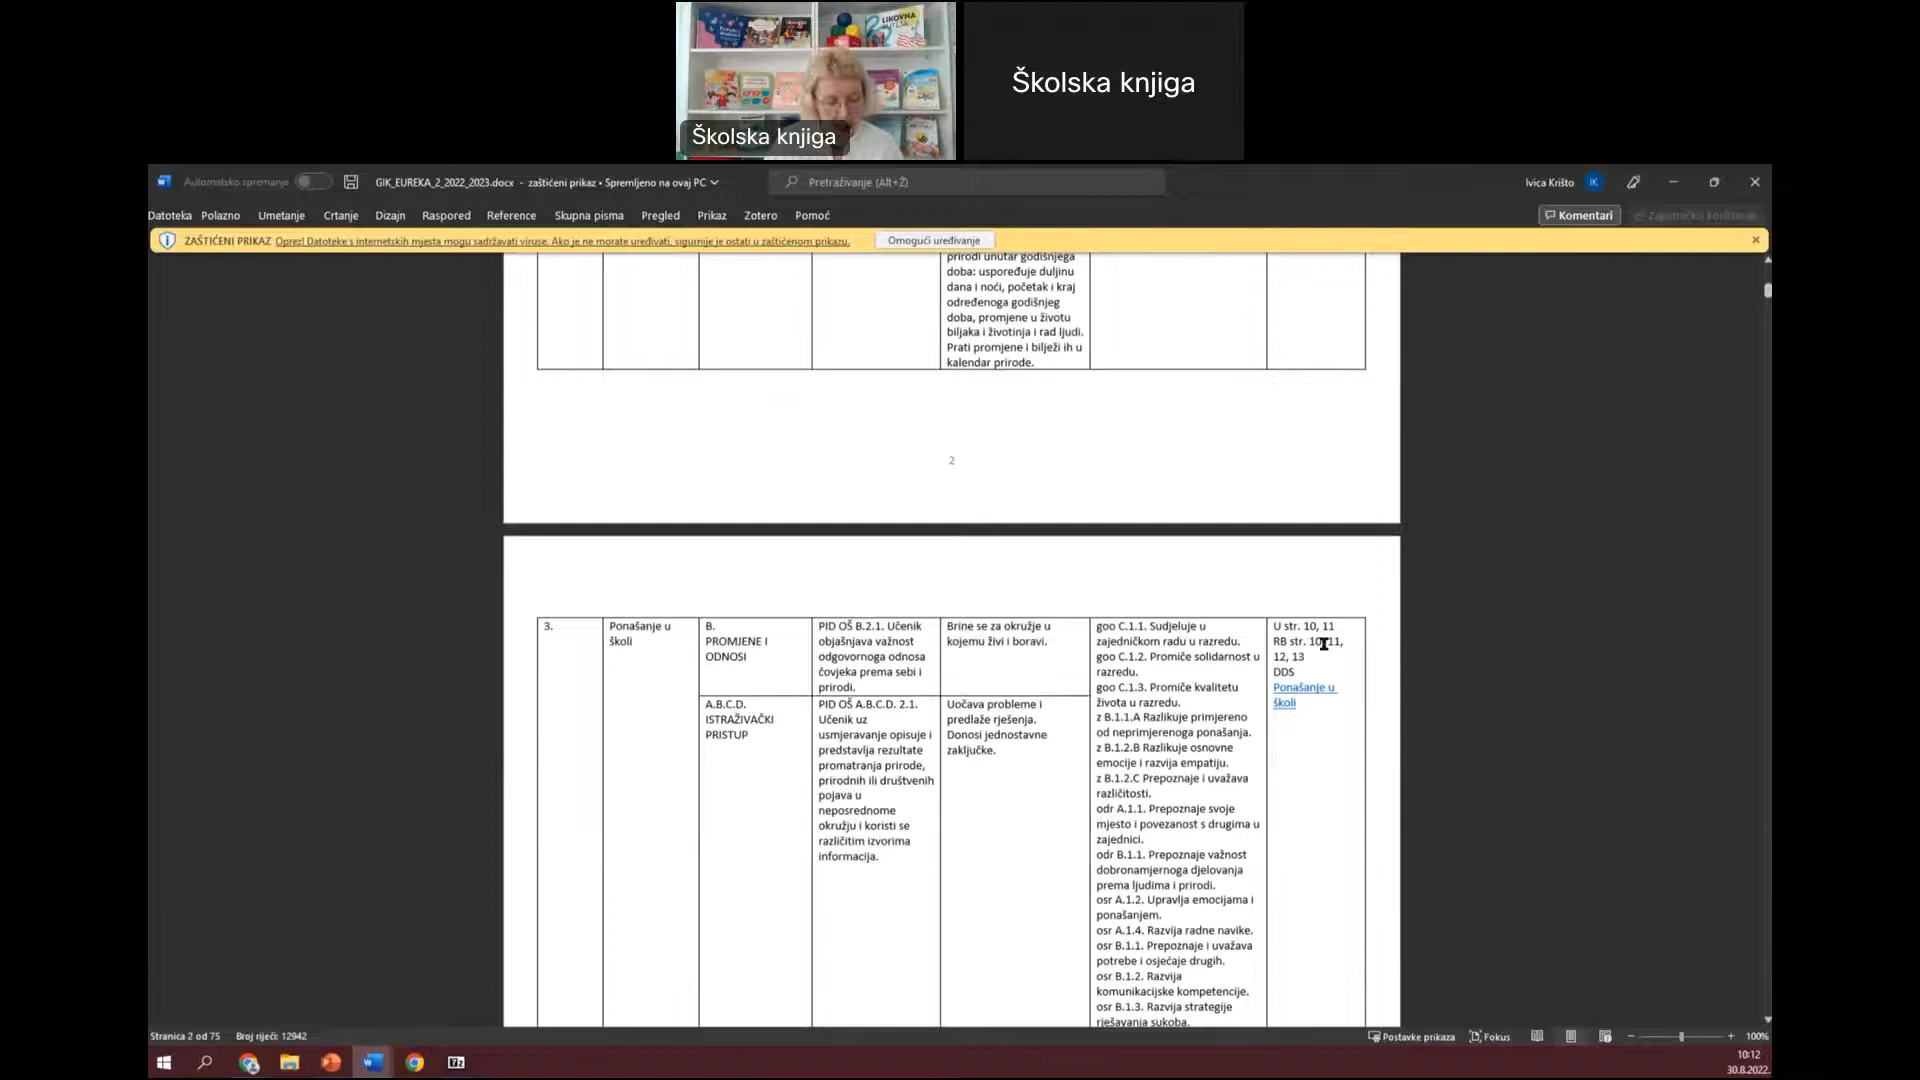 LIKOVNA
Školska knjiga
Školska knjiga
Automatsko spremanje
GIK_EUREKA_2_2022_2023.docx - zaštićeni prikaz • Spremljeno na ovaj PC
Pretraživanje (Alt+Ž)
Ivica Krišto
IK
Datoteka Polazno Umetanje Crtanje Dizajn Raspored Reference Skupna pisma Pregled Prikaz Zotero Pomoć
Komentari
ZAŠTIĆENI PRIKAZ Oprez! Datoteke s internetskih mjesta mogu sadržavati viruse. Ako je ne morate uređivati, sigurnije je ostati u zaštićenom prikazu.
Omogući uređivanje
prirodi unutar godišnjega
doba: uspoređuje duljinu
dana i noći, početak i kraj
određenoga godišnjeg
doba, promjene u životu
biljaka i životinja i rad ljudi.
Prati promjene i bilježi ih u
kalendar prirode.
2
3.
Ponašanje u
školi
B.
PROMJENE I
ODNOSI
PID OŠ B.2.1. Učenik
objašnjava važnost
odgovornoga odnosa
čovjeka prema sebi i
prirodi.
Brine se za okružje u
kojemu živi i boravi.
A.B.C.D.
ISTRAŽIVAČKI
PRISTUP
PID OŠ A.B.C.D. 2.1.
Učenik uz
usmjeravanje opisuje i
predstavlja rezultate
promatranja prirode,
prirodnih ili društvenih
pojava u
neposrednome
okružju i koristi se
različitim izvorima
informacija.
Uočava probleme i
predlaže rješenja.
Donosi jednostavne
zaključke.
goo C.1.1. Sudjeluje u
zajedničkom radu u razredu.
goo C.1.2. Promiče solidarnost u
razredu.
goo C.1.3. Promiče kvalitetu
života u razredu.
z B.1.1.A Razlikuje primjereno
od neprimjerenoga ponašanja.
z B.1.2.B Razlikuje osnovne
emocije i razvija empatiju.
z B.1.2.C Prepoznaje i uvažava
različitosti.
odr A.1.1. Prepoznaje svoje
mjesto i povezanost s drugima u
zajednici.
odr B.1.1. Prepoznaje važnost
dobronamjernoga djelovanja
prema ljudima i prirodi.
osr A.1.2. Upravlja emocijama i
ponašanjem.
osr A.1.4. Razvija radne navike.
osr B.1.1. Prepoznaje i uvažava
potrebe i osjećaje drugih.
osr B.1.2. Razvija
komunikacijske kompetencije.
osr B.1.3. Razvija strategije
rješavanja sukoba.
U str. 10, 11
RB str. 10, 11,
12, 13
DDS
Ponašanje u
školi
Stranica 2 od 75 Broj riječi: 12942
Postavke prikaza Fokus
100%
10:12
30.8.2022.